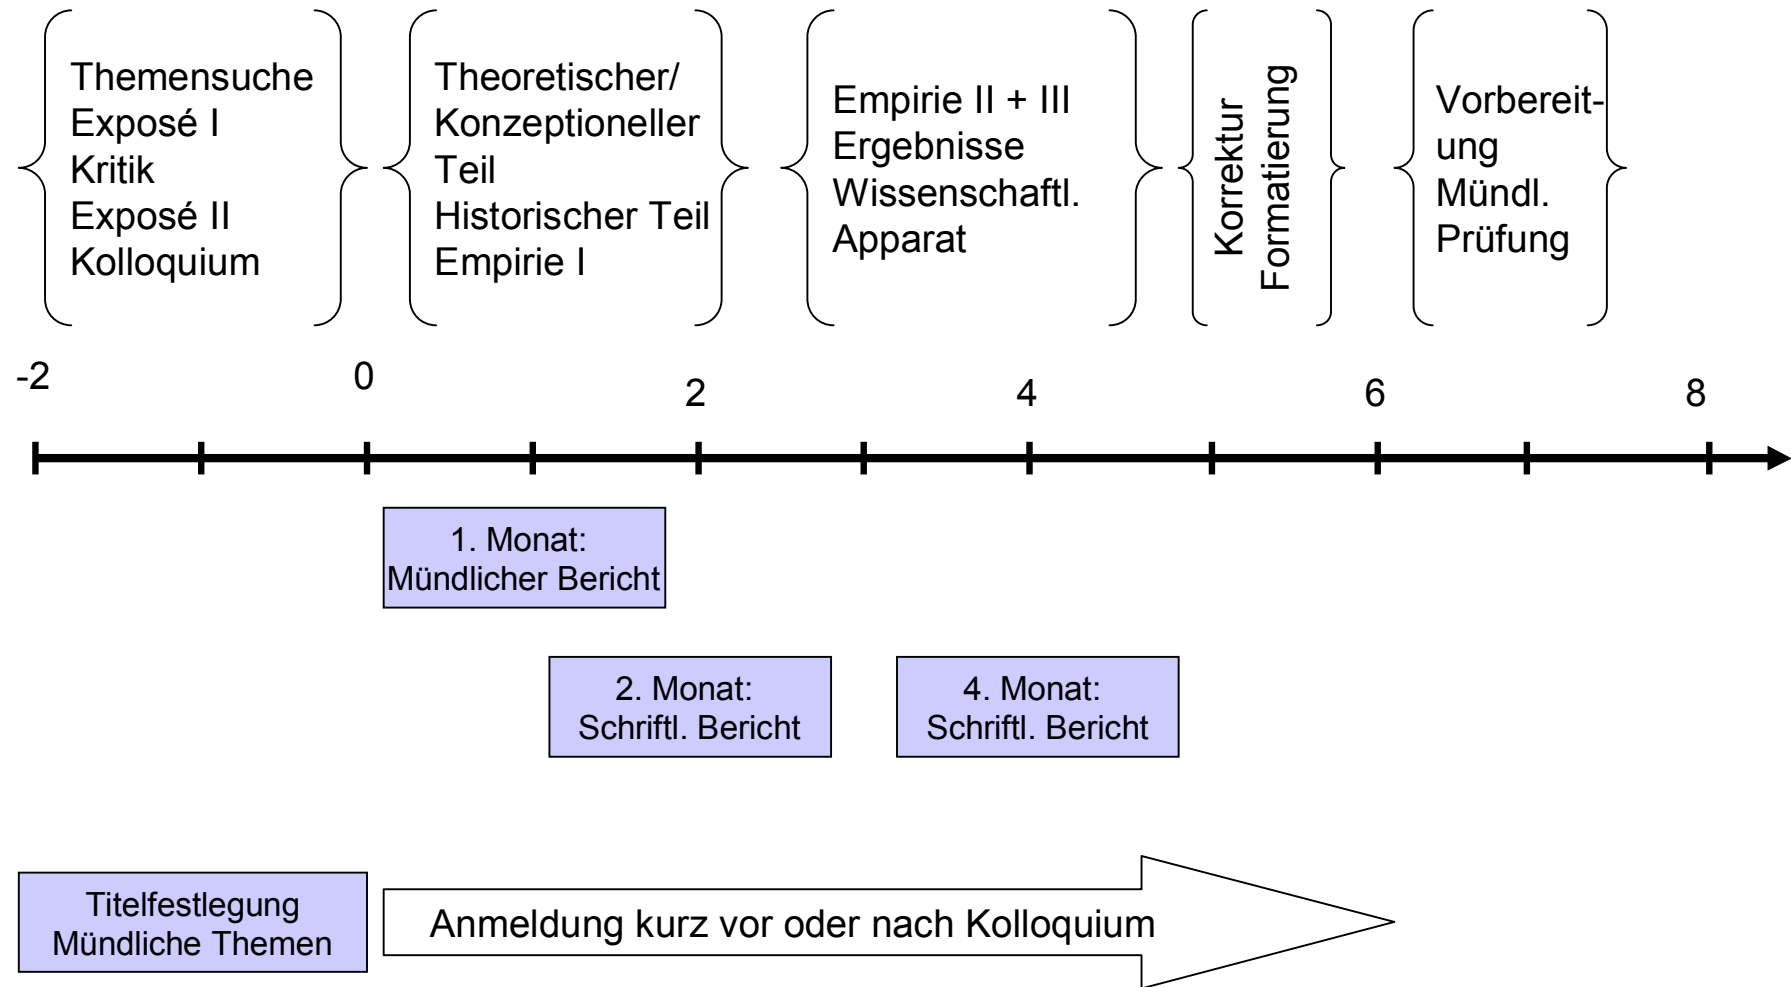 Themensuche
Exposé I
Kritik
Exposé II
Kolloquium
Theoretischer/
Konzeptioneller
Teil
Historischer Teil
Empirie I
Empirie II + III
Ergebnisse
Wissenschaftl.
Apparat
Korrektur
Formatierung
Vorbereit-
ung
Mündl.
Prüfung
-2
0
2
4
6
8
1. Monat:
Mündlicher Bericht
2. Monat:
Schriftl. Bericht
4. Monat:
Schriftl. Bericht
Titelfestlegung
Mündliche Themen
Anmeldung kurz vor oder nach Kolloquium